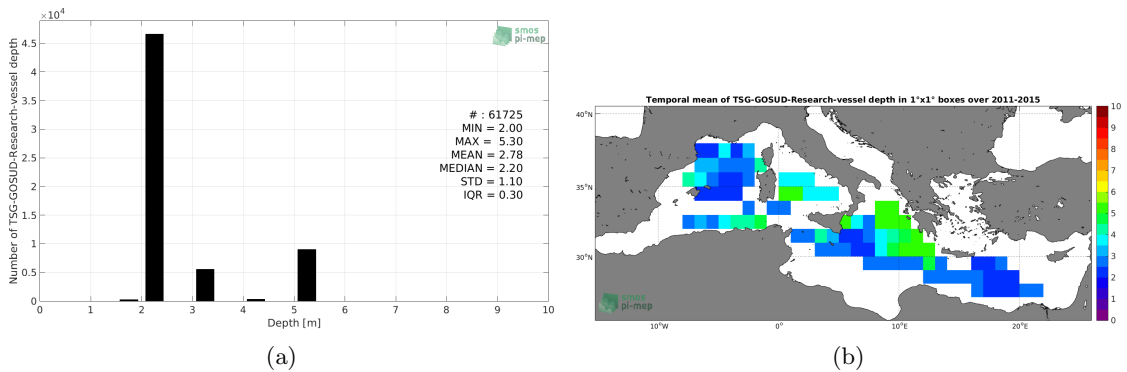 ×10⁴
4.5
4
3.5
3
2.5
2
1.5
1
0.5
0
Number of TSG-GOSUD-Research-vessel depth
0 1 2 3 4 5 6 7 8 9 10
Depth [m]
smos
pi-mep
# : 61725
MIN = 2.00
MAX = 5.30
MEAN = 2.78
MEDIAN = 2.20
STD = 1.10
IQR = 0.30
(a)
Temporal mean of TSG-GOSUD-Research-vessel depth in 1°x1° boxes over 2011-2015
40°N
35°N
30°N
10°W 0° 10°E 20°E
smos
pi-mep
10
9
8
7
6
5
4
3
2
1
0
(b)